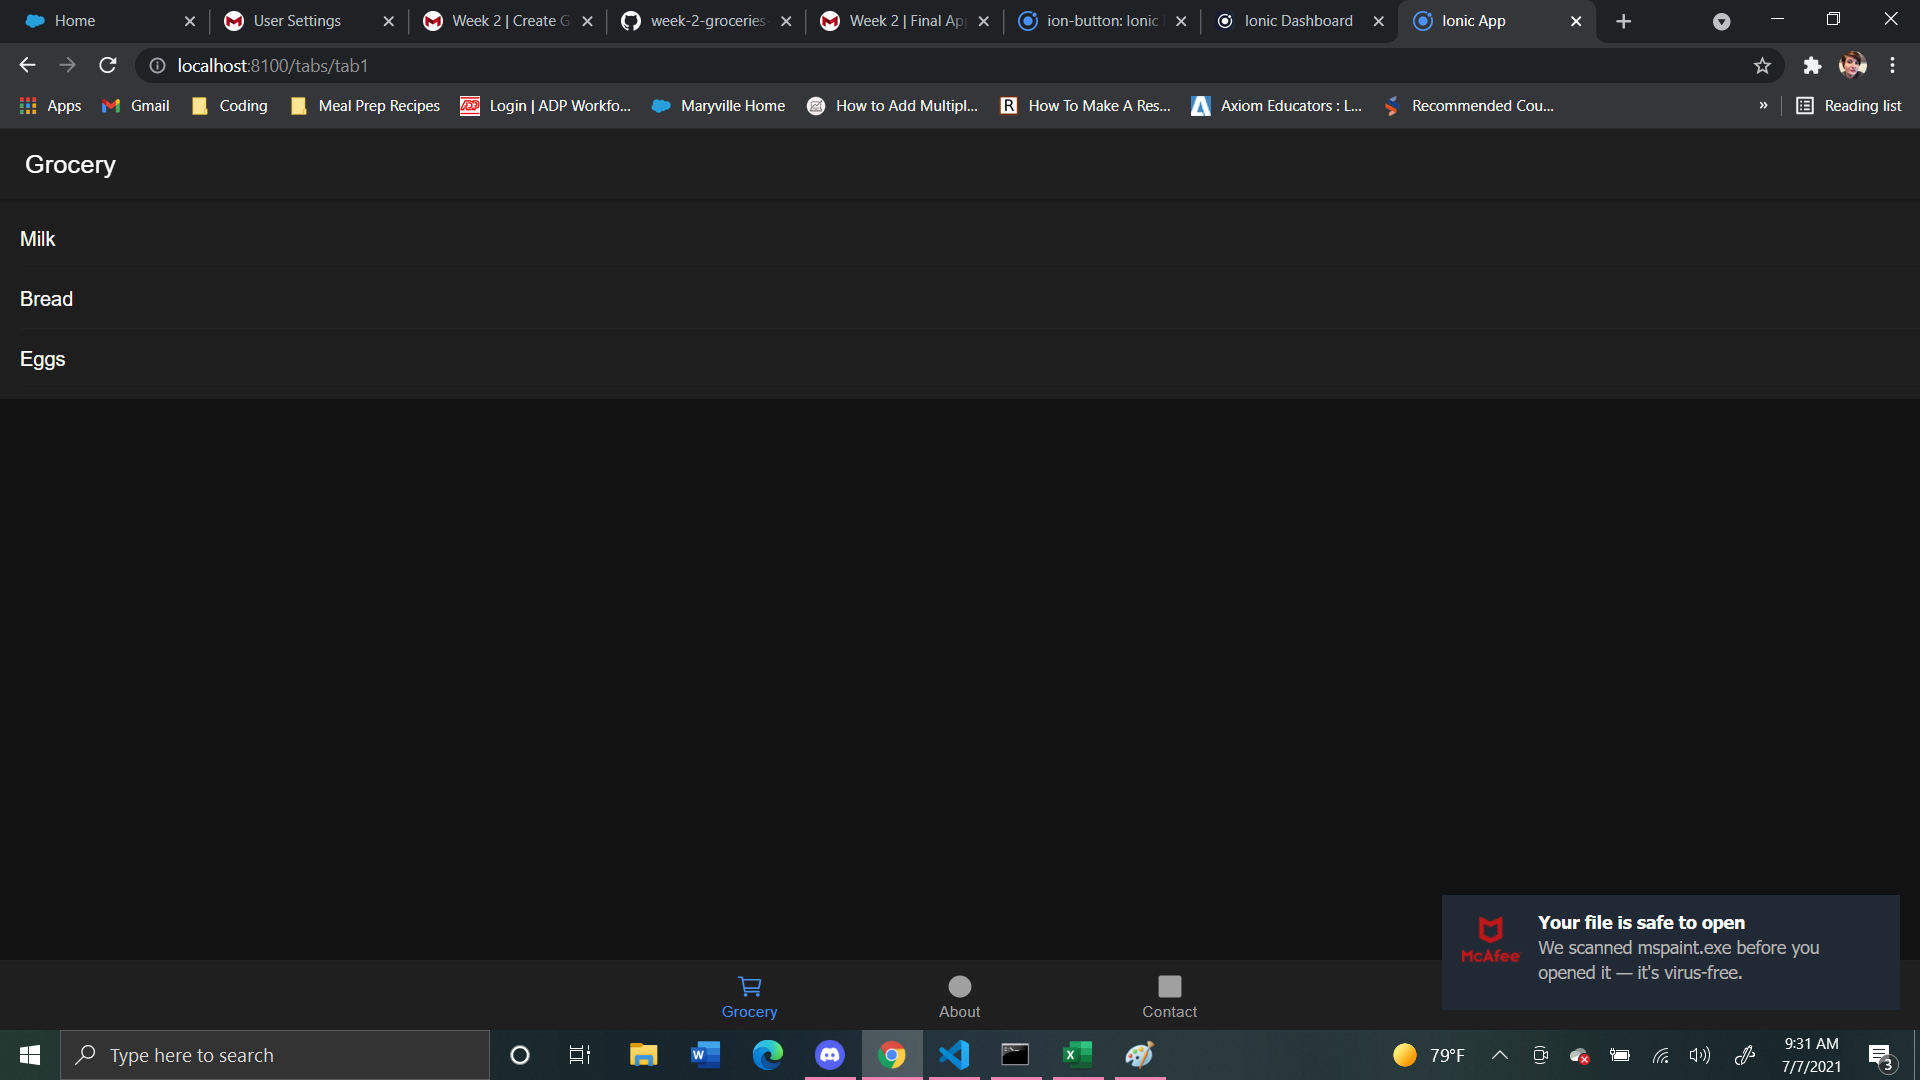 Home
User Settings
Week 2 | Create G
week-2-groceries-
Week 2 | Final App
ion-button: Ionic
Ionic Dashboard
Ionic App
localhost:8100/tabs/tab1
Apps
Gmail
Coding
Meal Prep Recipes
ADP
Login | ADP Workfo...
Maryville Home
How to Add Multipl...
R
How To Make A Res...
Axiom Educators : L...
Recommended Cou...
»
Reading list
Grocery
Milk
Bread
Eggs
McAfee
Your file is safe to open
We scanned mspaint.exe before you
opened it — it's virus-free.
Grocery
About
Contact
Type here to search
79°F
9:31 AM
7/7/2021
3